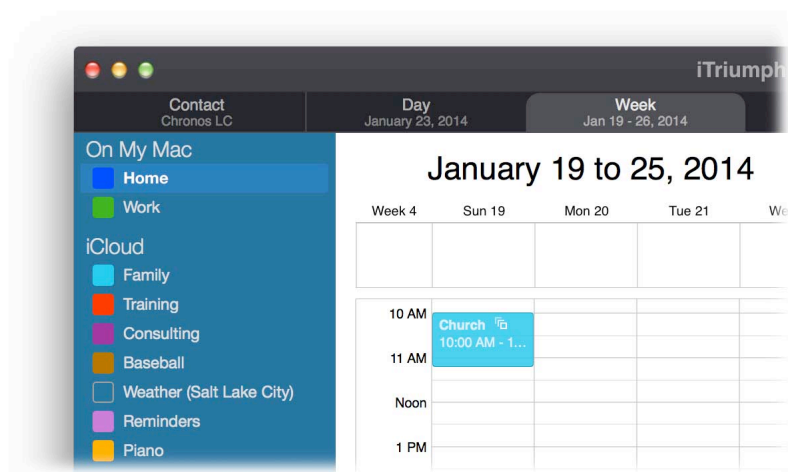 iTriumph
Contact
Chronos LC
Day
January 23, 2014
Week
Jan 19 - 26, 2014
On My Mac
Home
Work
iCloud
Family
Training
Consulting
Baseball
Weather (Salt Lake City)
Reminders
Piano
January 19 to 25, 2014
Week 4 Sun 19 Mon 20 Tue 21 We
10 AM
Church
10:00 AM - 1...
11 AM
Noon
1 PM